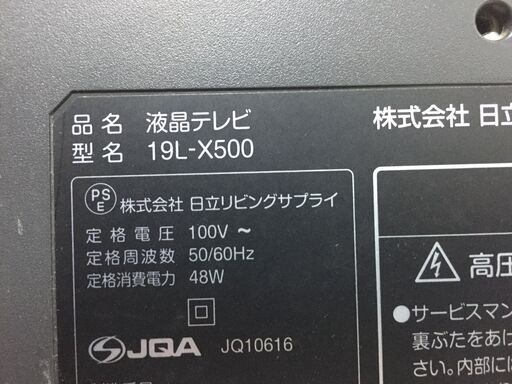 品名 液晶テレビ
型名 19L-X500
株式会社 日立
PS
E
株式会社 日立リビングサプライ
定格電圧 100V ～
定格周波数 50/60Hz
定格消費電力 48W
JQA JQ10616
高圧
●サービスマン
裏ぶたをあけ
さい。内部には